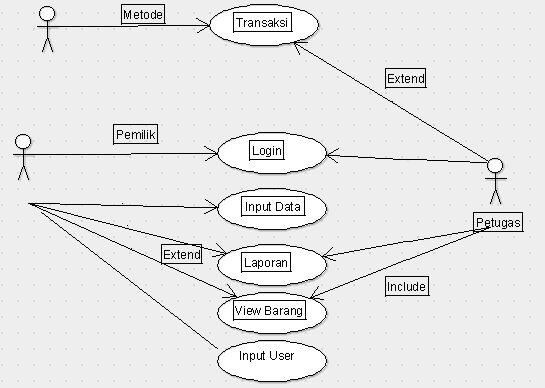 Metode
Transaksi
Extend
Pemilik
Login
Input Data
Petugas
Extend
Laporan
Include
View Barang
Input User